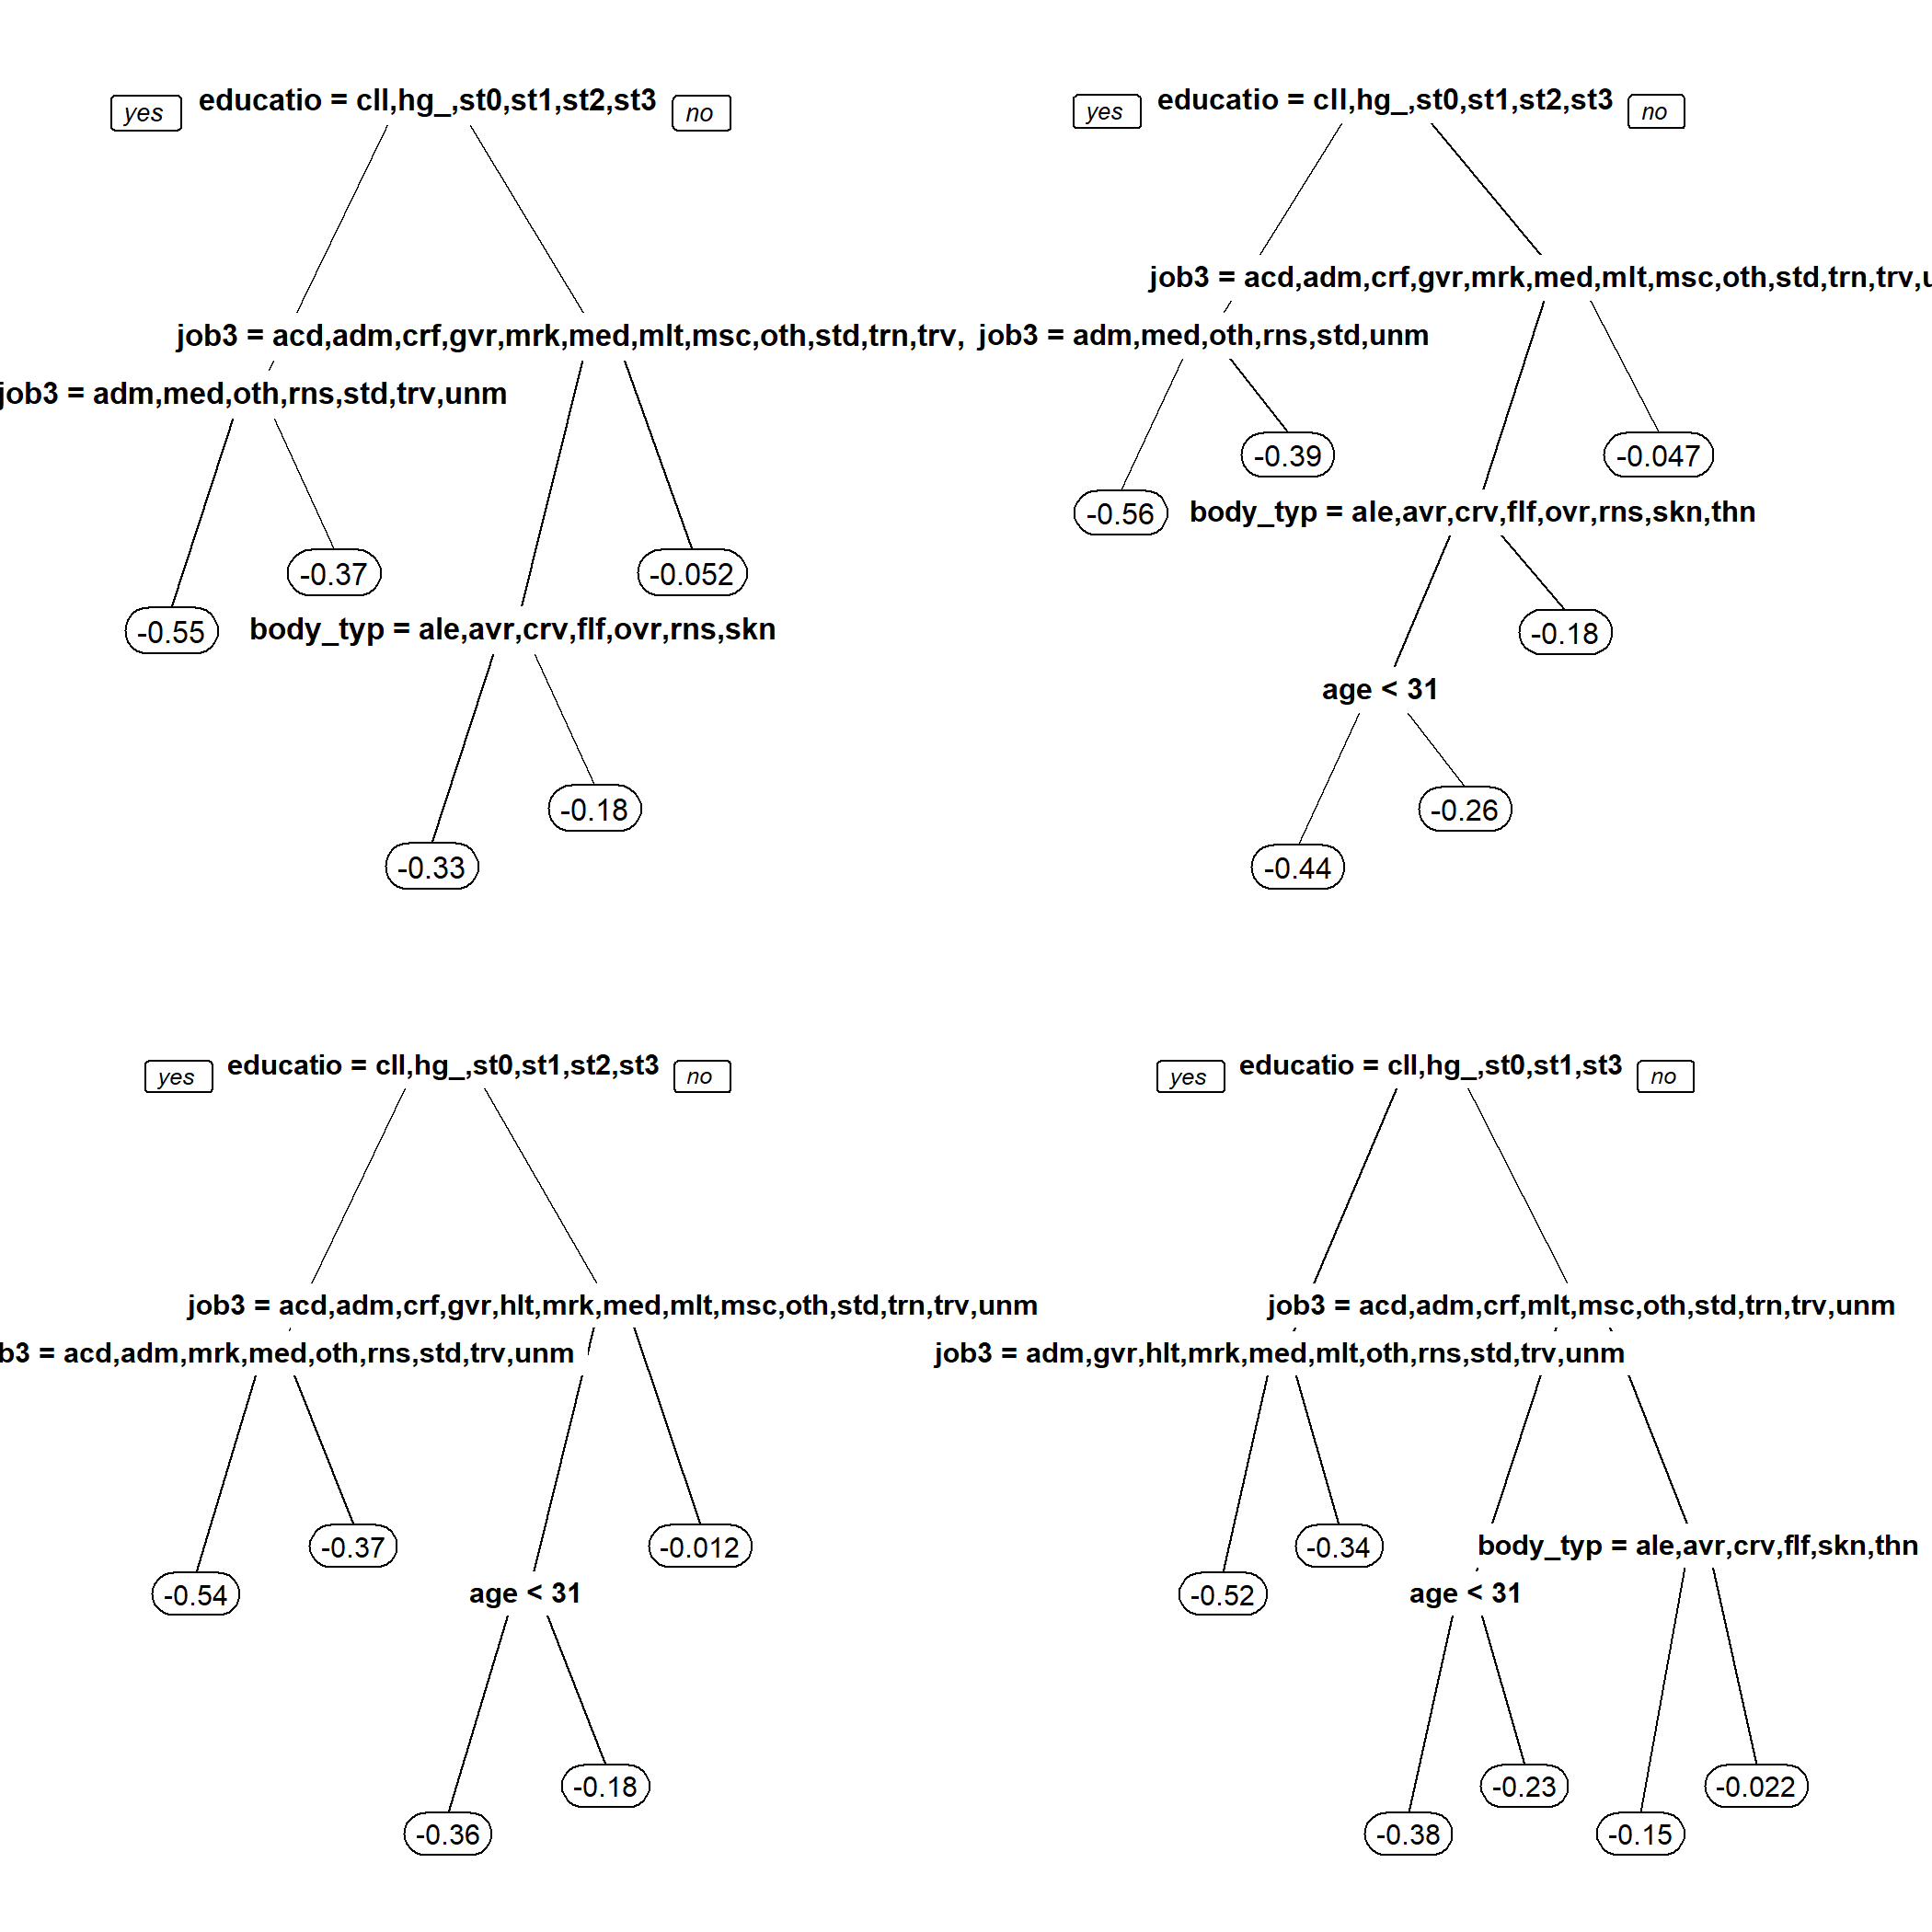 yes educatio = cll,hg_,st0,st1,st2,st3 no
job3 = acd,adm,crf,gvr,mrk,med,mlt,msc,oth,std,trn,trv,
job3 = adm,med,oth,rns,std,trv,unm
-0.37
-0.052
-0.55
body_typ = ale,avr,crv,flf,ovr,rns,skn
-0.18
-0.33
yes educatio = cll,hg_,st0,st1,st2,st3 no
job3 = acd,adm,crf,gvr,mrk,med,mlt,msc,oth,std,trn,trv,u
job3 = adm,med,oth,rns,std,unm
-0.39
-0.047
-0.56
body_typ = ale,avr,crv,flf,ovr,rns,skn,thn
-0.18
age < 31
-0.26
-0.44
yes educatio = cll,hg_,st0,st1,st2,st3 no
job3 = acd,adm,crf,gvr,hlt,mrk,med,mlt,msc,oth,std,trn,trv,unm
b3 = acd,adm,mrk,med,oth,rns,std,trv,unm
-0.37
-0.012
-0.54
age < 31
-0.18
-0.36
yes educatio = cll,hg_,st0,st1,st3 no
job3 = acd,adm,crf,mlt,msc,oth,std,trn,trv,unm
job3 = adm,gvr,hlt,mrk,med,mlt,oth,rns,std,trv,unm
-0.34
body_typ = ale,avr,crv,flf,skn,thn
-0.52
age < 31
-0.23
-0.022
-0.38
-0.15